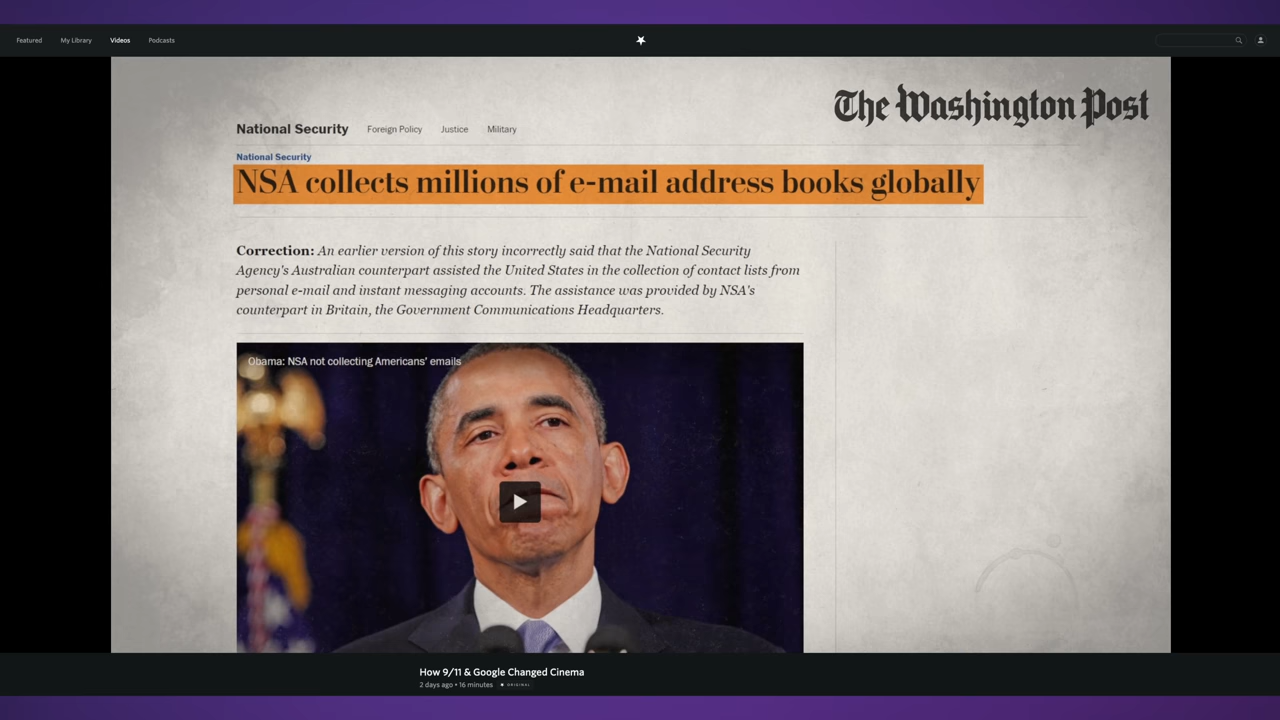 Featured
My Library
Videos
Podcasts
The Washington Post
National Security
Foreign Policy
Justice
Military
National Security
NSA collects millions of e-mail address books globally
Correction: An earlier version of this story incorrectly said that the National Security
Agency's Australian counterpart assisted the United States in the collection of contact lists from
personal e-mail and instant messaging accounts. The assistance was provided by NSA's
counterpart in Britain, the Government Communications Headquarters.
Obama: NSA not collecting Americans' emails
How 9/11 & Google Changed Cinema
2 days ago • 16 minutes ORIGINAL